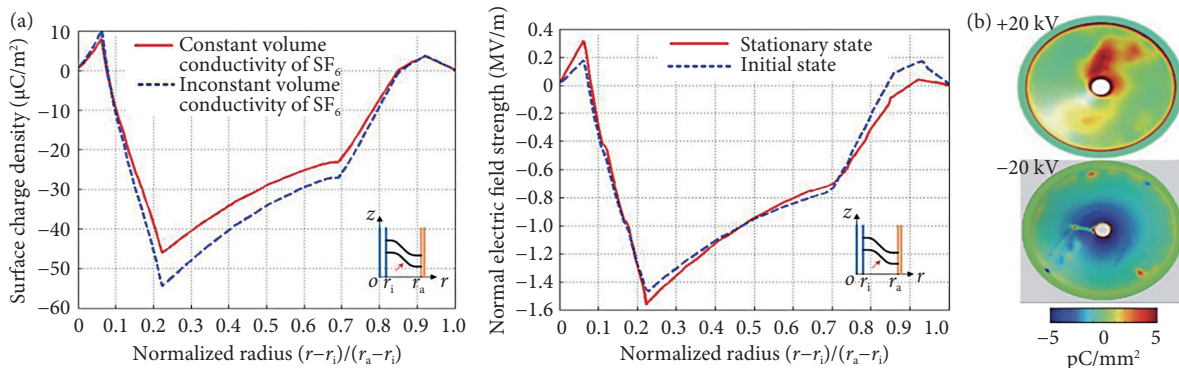 (a)
Surface charge density (μC/m²)
10
0
−10
−20
−30
−40
−50
−60
Constant volume
conductivity of SF₆
Inconstant volume
conductivity of SF₆
z
o rᵢ rₐ r
0 0.1 0.2 0.3 0.4 0.5 0.6 0.7 0.8 0.9 1.0
Normalized radius (r−rᵢ)/(rₐ−rᵢ)
Normal electric field strength (MV/m)
0.4
0.2
0
−0.2
−0.4
−0.6
−0.8
−1.0
−1.2
−1.4
−1.6
Stationary state
Initial state
z
o rᵢ rₐ r
0 0.1 0.2 0.3 0.4 0.5 0.6 0.7 0.8 0.9 1.0
Normalized radius (r−rᵢ)/(rₐ−rᵢ)
(b)
+20 kV
−20 kV
−5 0 5
pC/mm²